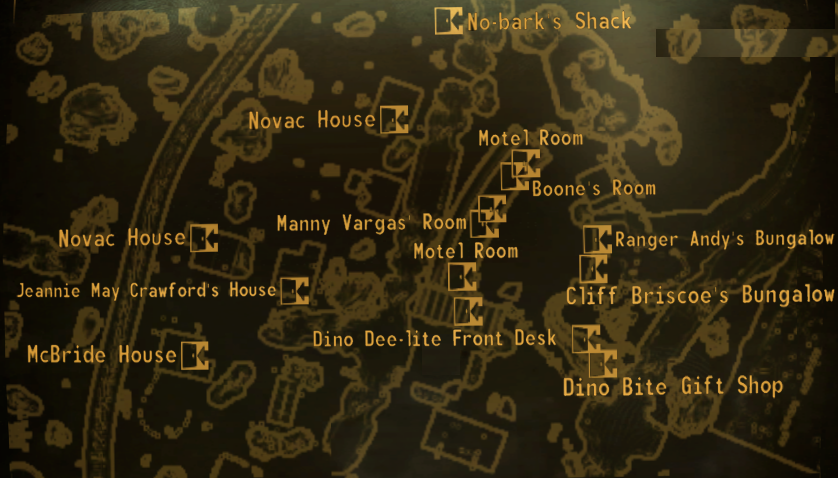 No-bark's Shack
Novac House
Motel Room
Boone's Room
Manny Vargas' Room
Novac House
Ranger Andy's Bungalow
Motel Room
Jeannie May Crawford's House
Cliff Briscoe's Bungalow
Dino Dee-lite Front Desk
McBride House
Dino Bite Gift Shop